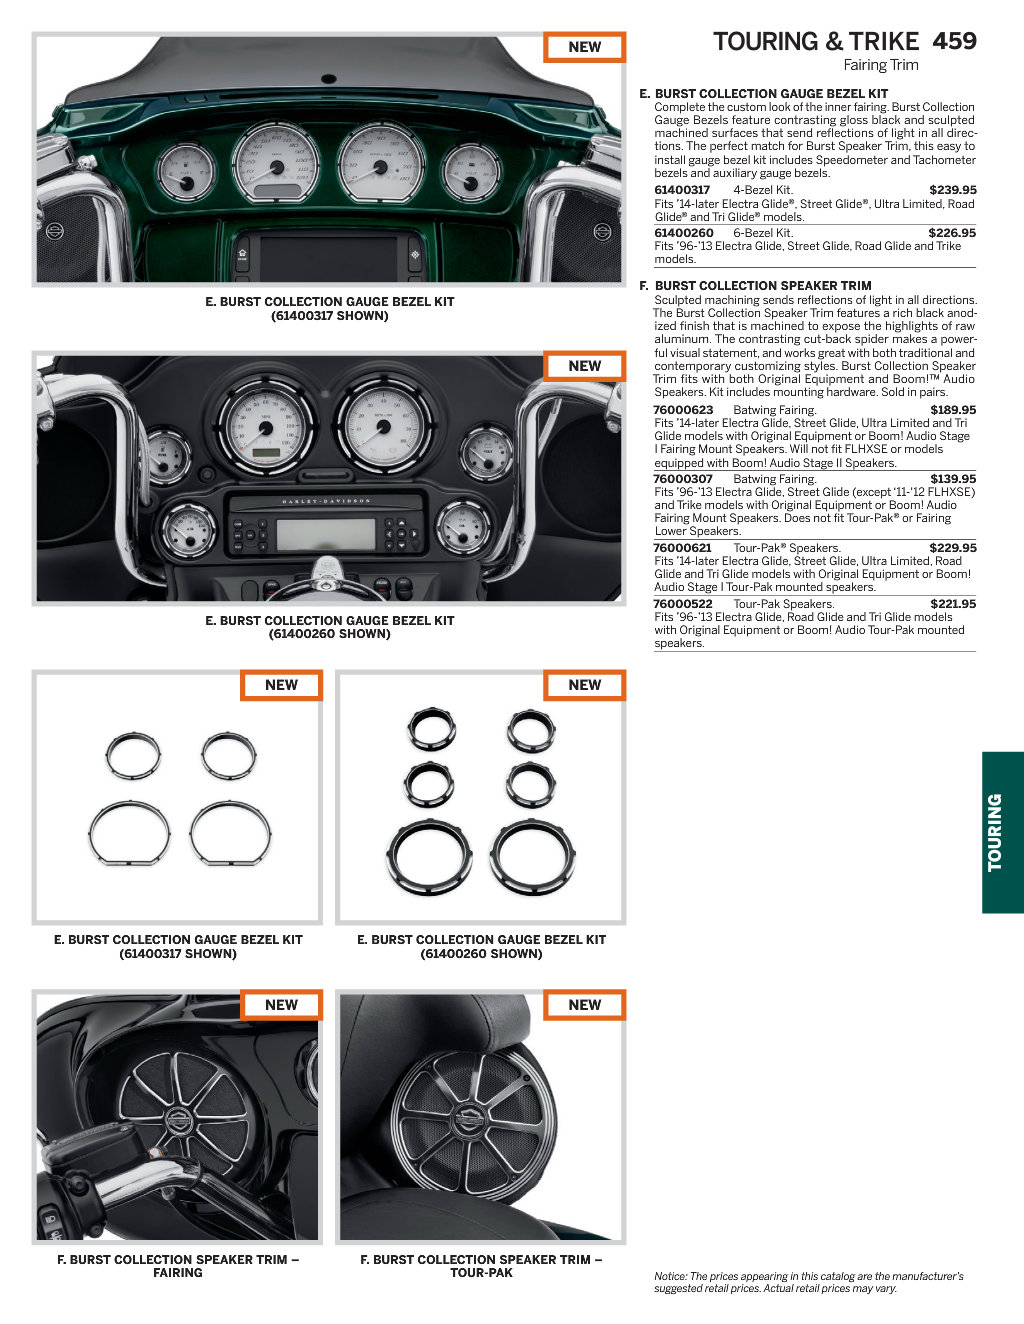 TOURING & TRIKE 459
Fairing Trim
E. BURST COLLECTION GAUGE BEZEL KIT
Complete the custom look of the inner fairing. Burst Collection
Gauge Bezels feature contrasting gloss black and sculpted
machined surfaces that send reflections of light in all direc-
tions. The perfect match for Burst Speaker Trim, this easy to
install gauge bezel kit includes Speedometer and Tachometer
bezels and auxiliary gauge bezels.
61400317 4-Bezel Kit. $239.95
Fits ’14-later Electra Glide®, Street Glide®, Ultra Limited, Road
Glide® and Tri Glide® models.
61400260 6-Bezel Kit. $226.95
Fits ’96-’13 Electra Glide, Street Glide, Road Glide and Trike
models.
F. BURST COLLECTION SPEAKER TRIM
Sculpted machining sends reflections of light in all directions.
The Burst Collection Speaker Trim features a rich black anod-
ized finish that is machined to expose the highlights of raw
aluminum. The contrasting cut-back spider makes a power-
ful visual statement, and works great with both traditional and
contemporary customizing styles. Burst Collection Speaker
Trim fits with both Original Equipment and Boom!™ Audio
Speakers. Kit includes mounting hardware. Sold in pairs.
76000623 Batwing Fairing. $189.95
Fits ’14-later Electra Glide, Street Glide, Ultra Limited and Tri
Glide models with Original Equipment or Boom! Audio Stage
I Fairing Mount Speakers. Will not fit FLHXSE or models
equipped with Boom! Audio Stage II Speakers.
76000307 Batwing Fairing. $139.95
Fits ’96-’13 Electra Glide, Street Glide (except ’11-’12 FLHXSE)
and Trike models with Original Equipment or Boom! Audio
Fairing Mount Speakers. Does not fit Tour-Pak® or Fairing
Lower Speakers.
76000621 Tour-Pak® Speakers. $229.95
Fits ’14-later Electra Glide, Street Glide, Ultra Limited, Road
Glide and Tri Glide models with Original Equipment or Boom!
Audio Stage I Tour-Pak mounted speakers.
76000522 Tour-Pak Speakers. $221.95
Fits ’96-’13 Electra Glide, Road Glide and Tri Glide models
with Original Equipment or Boom! Audio Tour-Pak mounted
speakers.
NEW
E. BURST COLLECTION GAUGE BEZEL KIT
(61400317 SHOWN)
NEW
HARLEY-DAVIDSON
E. BURST COLLECTION GAUGE BEZEL KIT
(61400260 SHOWN)
NEW
E. BURST COLLECTION GAUGE BEZEL KIT
(61400317 SHOWN)
NEW
E. BURST COLLECTION GAUGE BEZEL KIT
(61400260 SHOWN)
NEW
F. BURST COLLECTION SPEAKER TRIM –
FAIRING
NEW
F. BURST COLLECTION SPEAKER TRIM –
TOUR-PAK
TOURING
Notice: The prices appearing in this catalog are the manufacturer’s
suggested retail prices. Actual retail prices may vary.